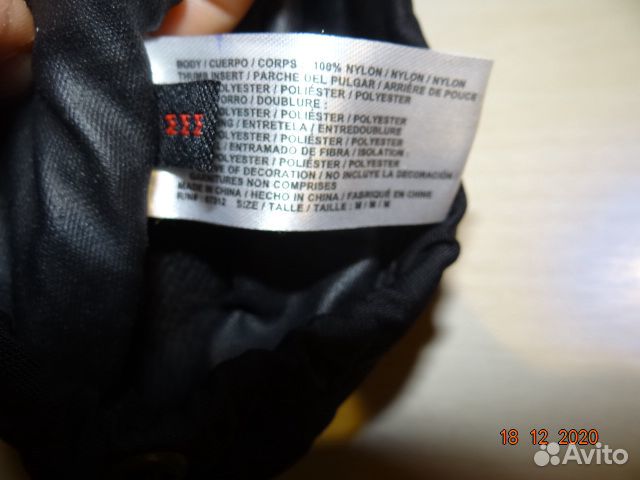 BODY / CUERPO / CORPS 100% NYLON / NYLON / NYLON
THUMB INSERT / PARCHE DEL PULGAR / ARRIÈRE DE POUCE
POLYESTER / POLIÉSTER / POLYESTER
FORRO / DOUBLURE :
POLYESTER / POLIÉSTER / POLYESTER
/ ENTRETELA / ENTREDOUBLURE
POLYESTER / POLIÉSTER / POLYESTER
/ ENTRAMADO DE FIBRA / ISOLATION :
POLYESTER / POLIÉSTER / POLYESTER
OF DECORATION / NO INCLUYE LA DECORACIÓN
GARNITURES NON COMPRISES
MADE IN CHINA / HECHO IN CHINA / FABRIQUÉ EN CHINE
RUN# SIZE / TALLE / TAILLE : M / M / M
M M M
18 12 2020
Avito